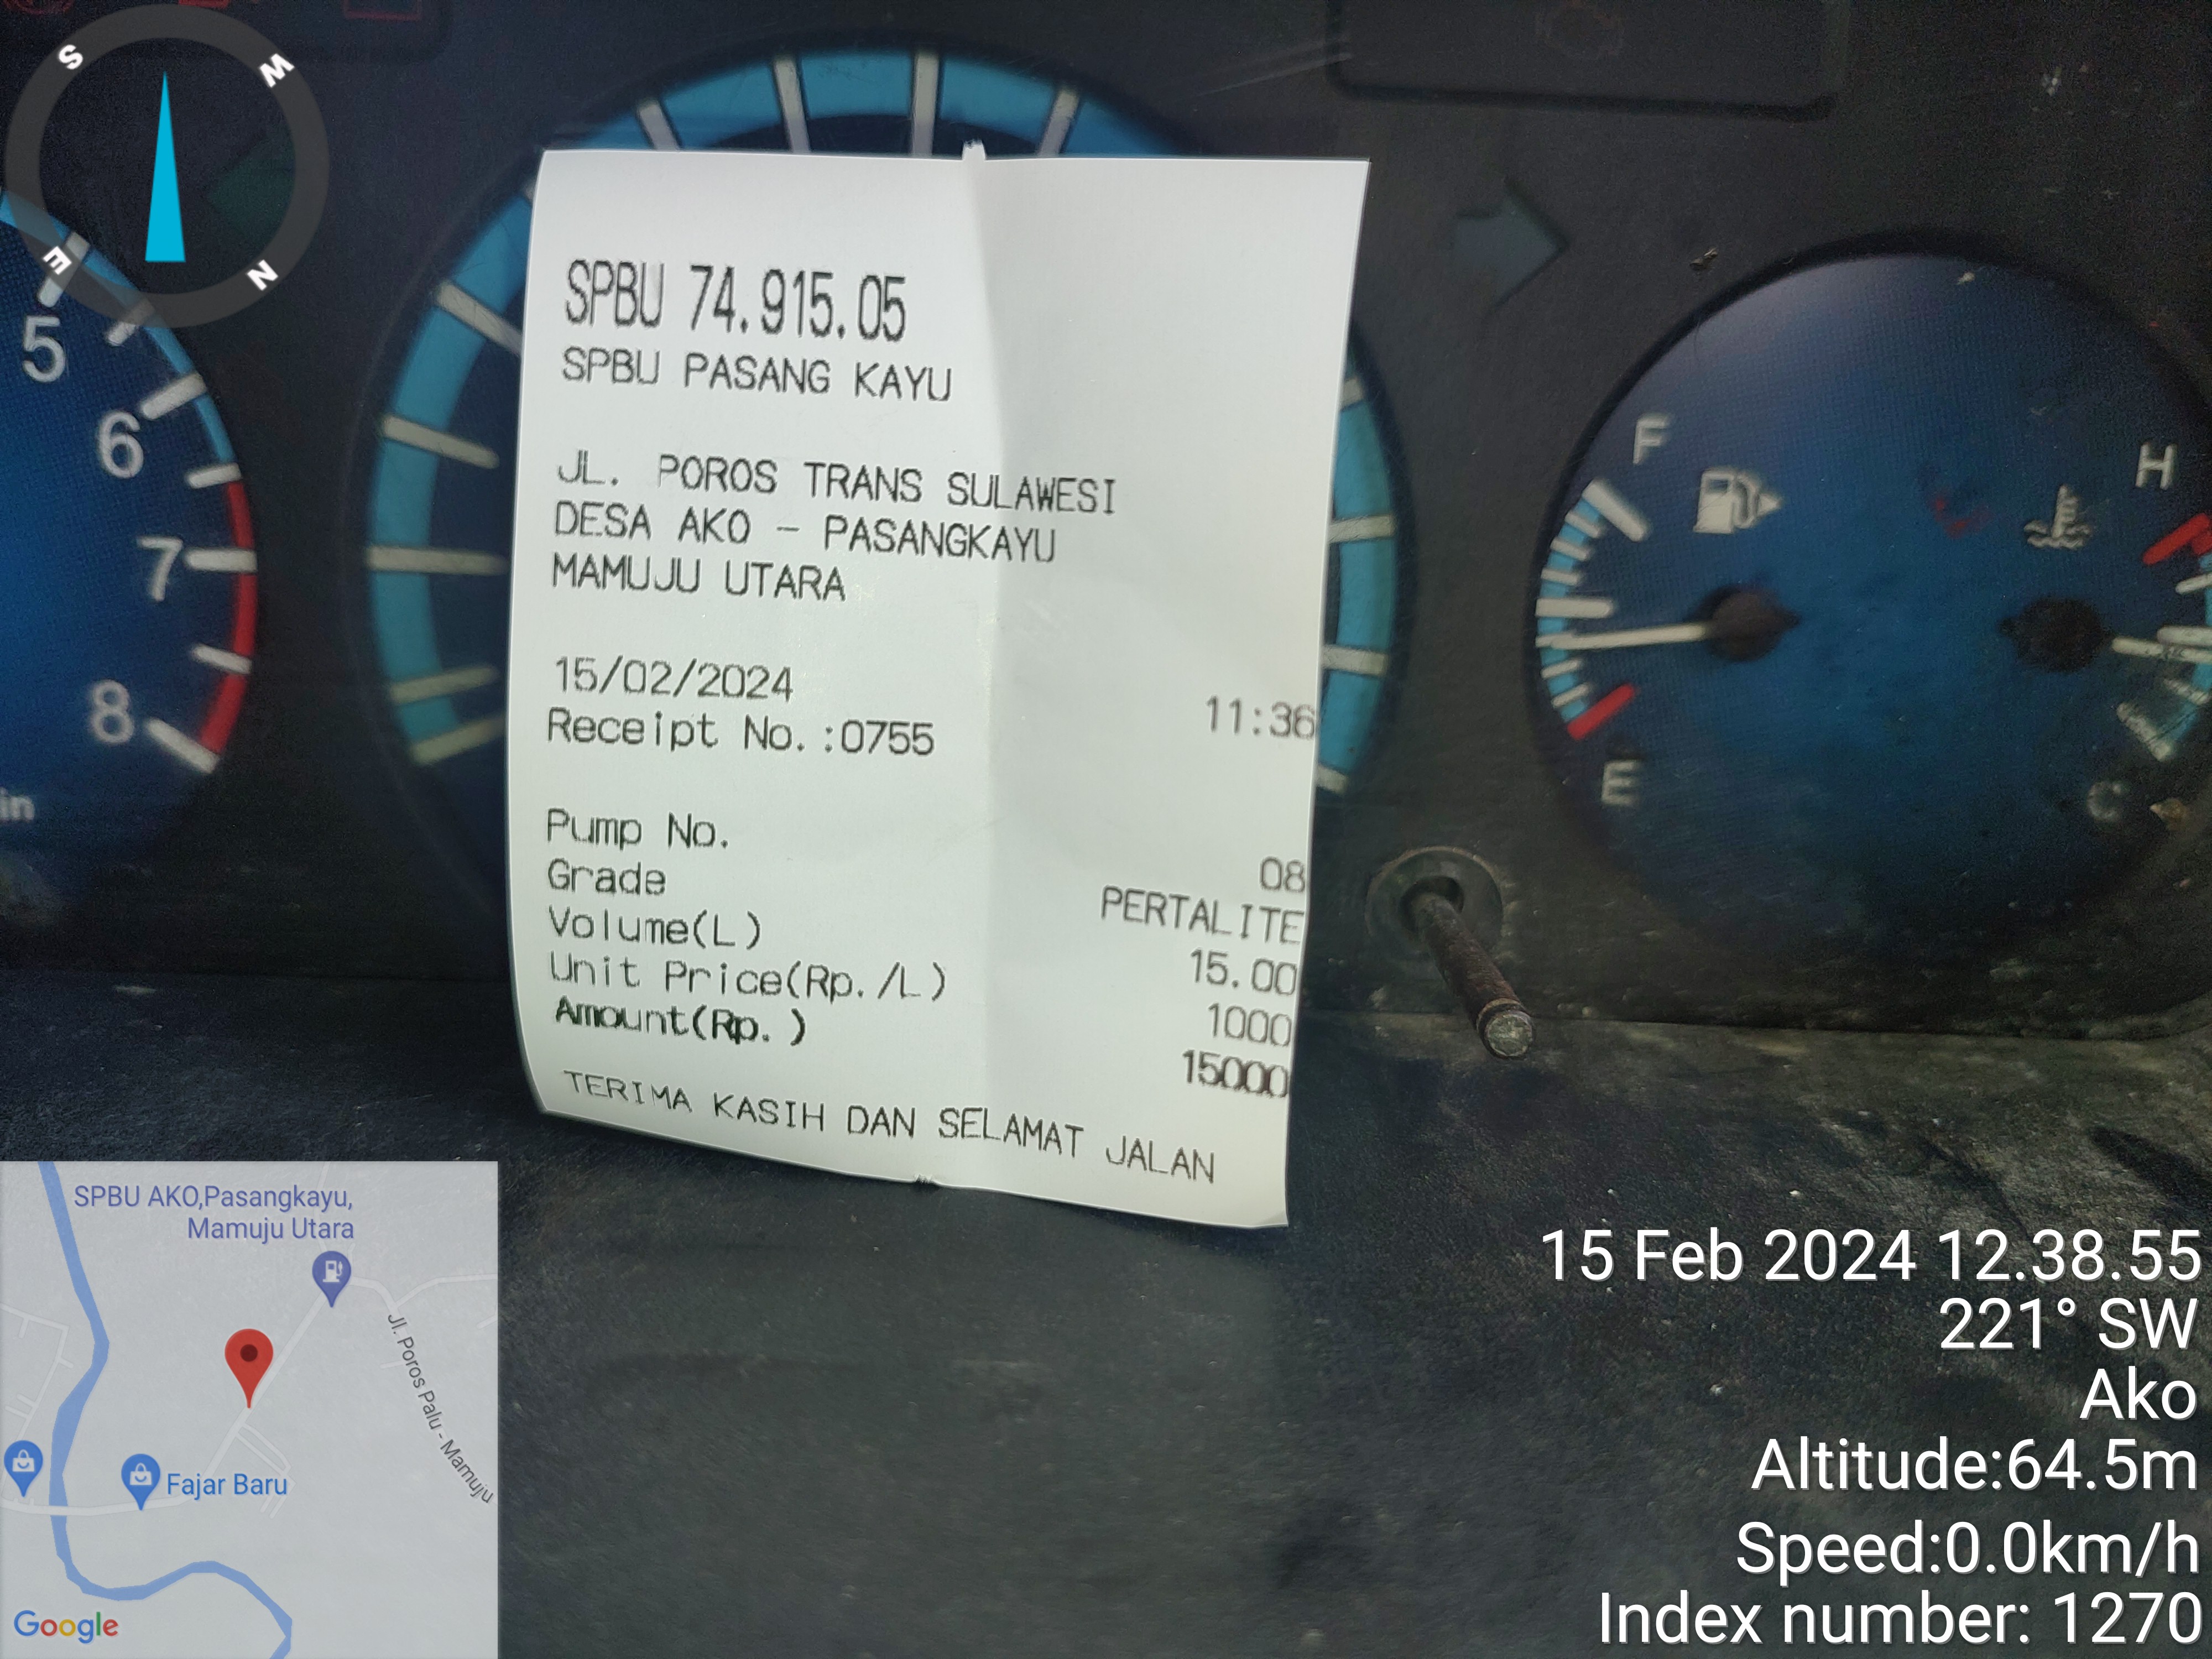 S
W
E
N
5
6
7
8
in
F
H
E
C
SPBU 74.915.05
SPBU PASANG KAYU
JL. POROS TRANS SULAWESI
DESA AKO - PASANGKAYU
MAMUJU UTARA
15/02/2024 11:36
Receipt No.:0755
Pump No. 08
Grade PERTALITE
Volume(L) 15.00
Unit Price(Rp./L) 1000
Amount(Rp.) 15000
TERIMA KASIH DAN SELAMAT JALAN
SPBU AKO,Pasangkayu,
Mamuju Utara
Jl. Poros Palu - Mamuju
Fajar Baru
Google
15 Feb 2024 12.38.55
221° SW
Ako
Altitude:64.5m
Speed:0.0km/h
Index number: 1270